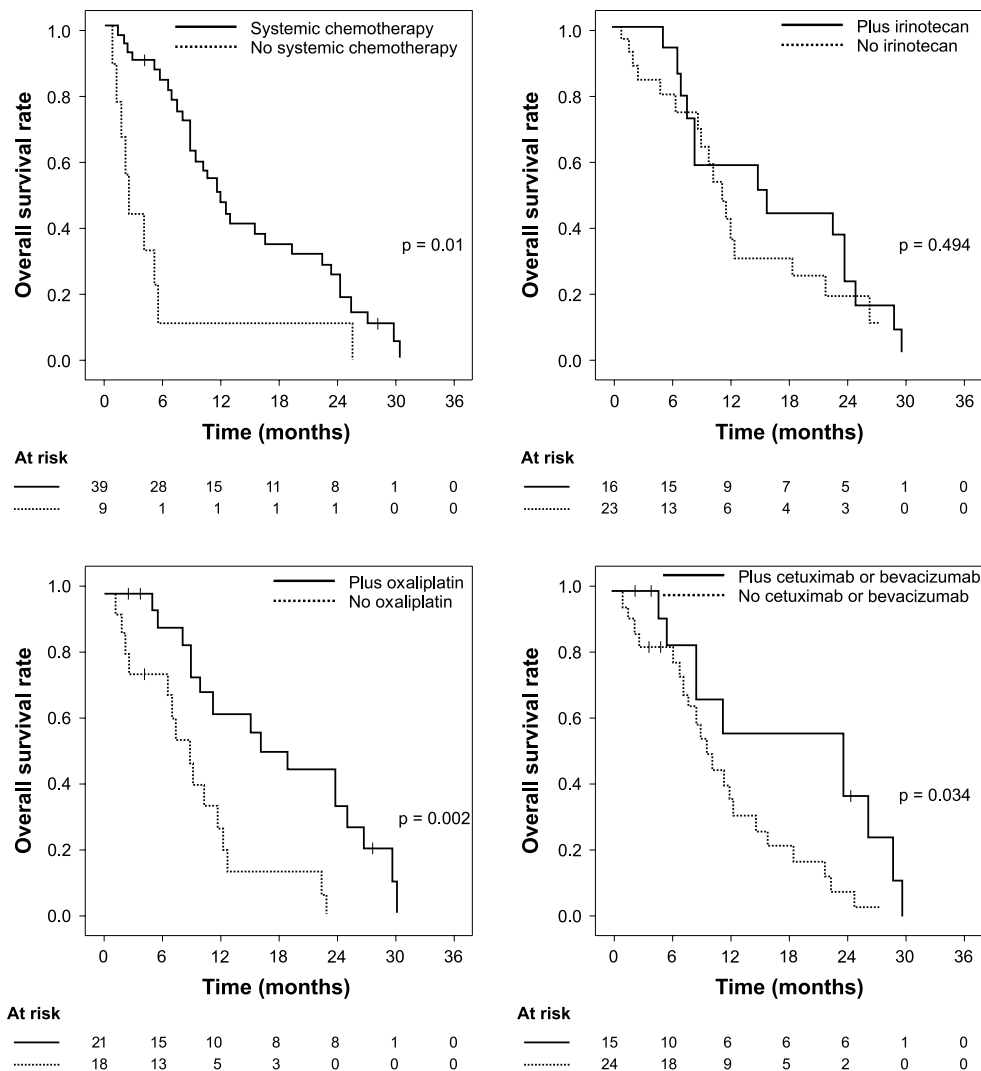 Overall survival rate
1.0
0.8
0.6
0.4
0.2
0.0
Systemic chemotherapy
No systemic chemotherapy
p = 0.01
0 6 12 18 24 30 36
Time (months)
At risk
39 28 15 11 8 1 0
9 1 1 1 1 0 0
Overall survival rate
1.0
0.8
0.6
0.4
0.2
0.0
Plus irinotecan
No irinotecan
p = 0.494
0 6 12 18 24 30 36
Time (months)
At risk
16 15 9 7 5 1 0
23 13 6 4 3 0 0
Overall survival rate
1.0
0.8
0.6
0.4
0.2
0.0
Plus oxaliplatin
No oxaliplatin
p = 0.002
0 6 12 18 24 30 36
Time (months)
At risk
21 15 10 8 8 1 0
18 13 5 3 0 0 0
Overall survival rate
1.0
0.8
0.6
0.4
0.2
0.0
Plus cetuximab or bevacizumab
No cetuximab or bevacizumab
p = 0.034
0 6 12 18 24 30 36
Time (months)
At risk
15 10 6 6 6 1 0
24 18 9 5 2 0 0